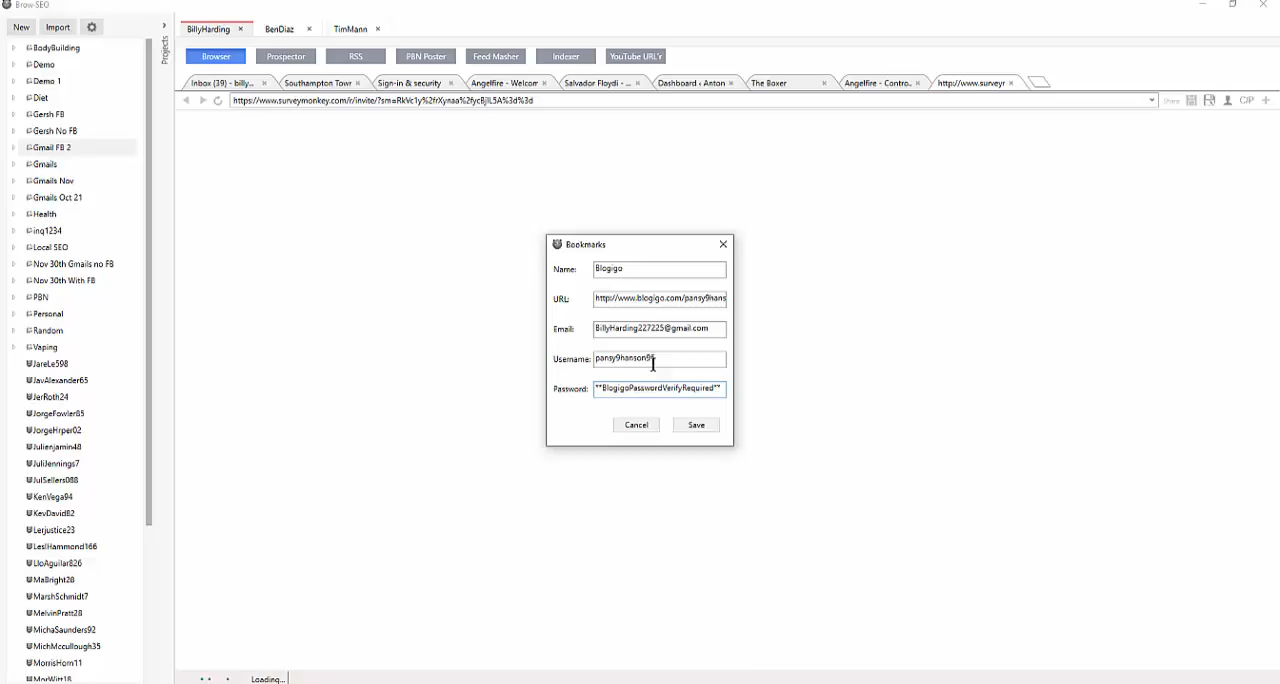 Brow-SEO
New Import
Projects
BodyBuilding
Demo
Demo 1
Diet
Gersh FB
Gersh No FB
Gmail FB 2
Gmails
Gmails Nov
Gmails Oct 21
Health
inq1234
Local SEO
Nov 30th Gmails no FB
Nov 30th With FB
PBN
Personal
Random
Vaping
JareLe598
JavAlexander65
JerRoth24
JorgeFowler85
JorgeHrper02
Julienjamin48
JuliJennings7
JulSellers088
KenVega94
KevDavid82
Lerjustice23
LeslHammond166
LloAguilar826
MaBright28
MarshSchmidt7
MelvinPratt28
MichaSaunders92
MichMccullough35
MorrisHorn11
MorWitt18
BillyHarding BenDiaz TimMann
Browser Prospector RSS PBN Poster Feed Masher Indexer YouTube URL's
Inbox (39) - billy... Southampton Towr Sign-in & security Angelfire - Welcom Salvador Floydi - ... Dashboard ‹ Anton The Boxer Angelfire - Contro.. http://www.surveyr
https://www.surveymonkey.com/r/invite/?sm=RkVc1y%2frXynaa%2fycBjlL5A%3d%3d Share C/P
Bookmarks
Name: Blogigo
URL: http://www.blogigo.com/pansy9hans
Email: BillyHarding227225@gmail.com
Username: pansy9hanson95
Password: **BlogigoPasswordVerifyRequired**
Cancel Save
Loading...